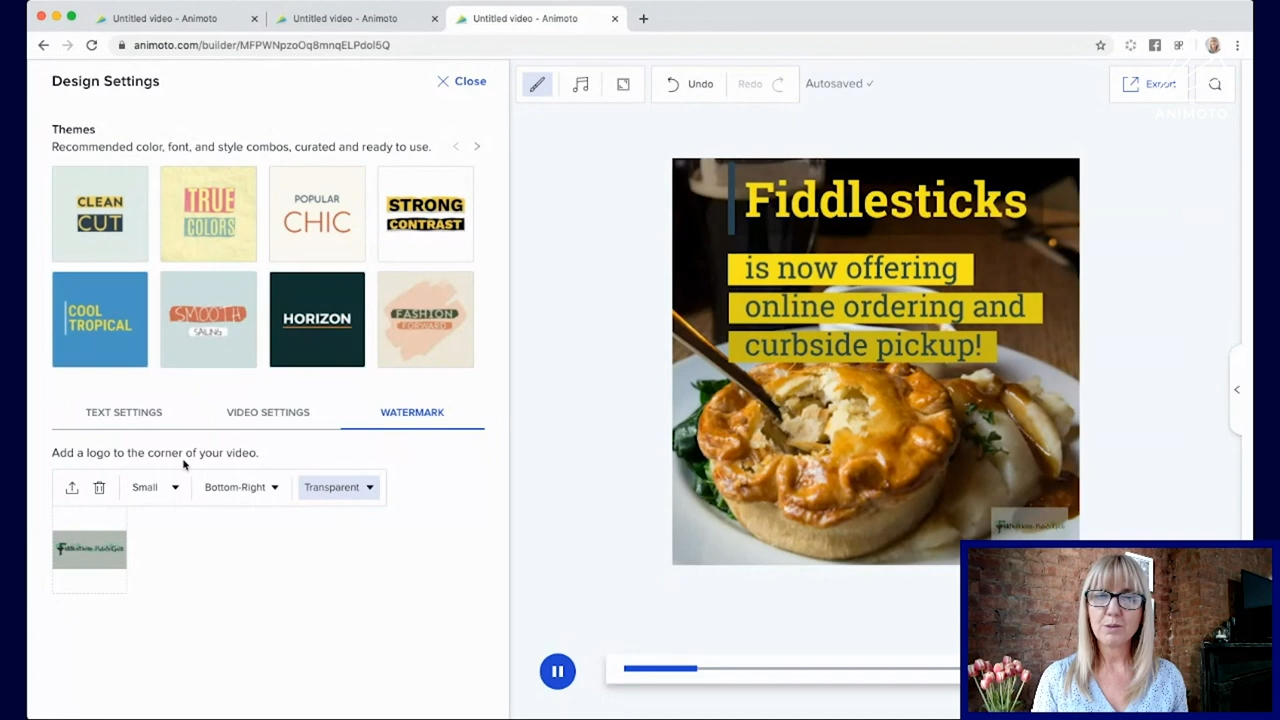 Untitled video - Animoto
Untitled video - Animoto
Untitled video - Animoto
animoto.com/builder/MFPWNpzoOq8mnqELPdol5Q
Design Settings
Close
Undo
Redo
Autosaved
Export
ANIMOTO
Themes
Recommended color, font, and style combos, curated and ready to use.
CLEAN
CUT
TRUE
COLORS
POPULAR
CHIC
STRONG
CONTRAST
COOL
TROPICAL
SMOOTH
SAILING
HORIZON
FASHION
FORWARD
TEXT SETTINGS
VIDEO SETTINGS
WATERMARK
Add a logo to the corner of your video.
Small
Bottom-Right
Transparent
Fiddlesticks
is now offering
online ordering and
curbside pickup!